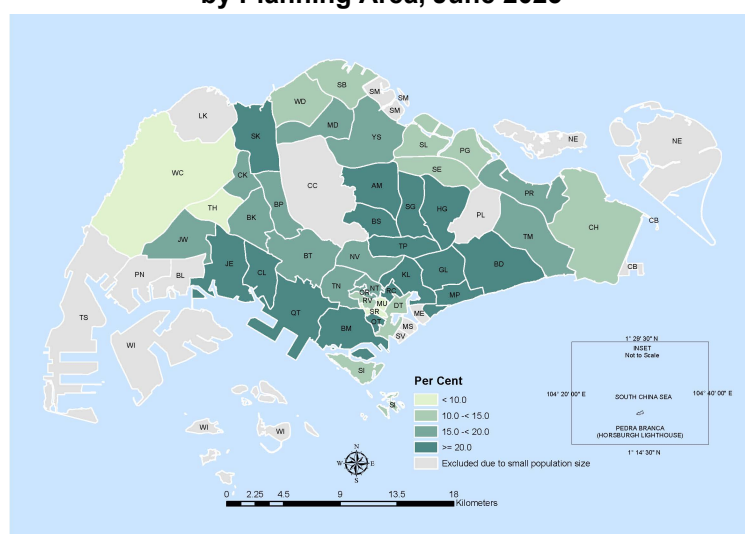 by Planning Area, June 2025
LK
SK
WD
SB
SM
SM
SM
MD
YS
SL
PG
NE
NE
WC
CK
CC
AM
SE
PR
TH
BK
BP
BS
SG
HG
PL
CH
CB
JW
TP
TM
BT
NV
PN
BL
JE
CL
KL
GL
BD
CB
TN
NT
RC
OR
RV
MU
DT
MP
TS
SR
ME
QT
OT
MS
WI
BM
SV
SI
SI
WI
WI
Per Cent
< 10.0
10.0 -< 15.0
15.0 -< 20.0
>= 20.0
Excluded due to small population size
1° 29' 30" N
INSET
Not to Scale
104° 20' 00" E
SOUTH CHINA SEA
104° 40' 00" E
PEDRA BRANCA
(HORSBURGH LIGHTHOUSE)
1° 14' 30" N
N
W
E
S
0 2.25 4.5 9 13.5 18
Kilometers